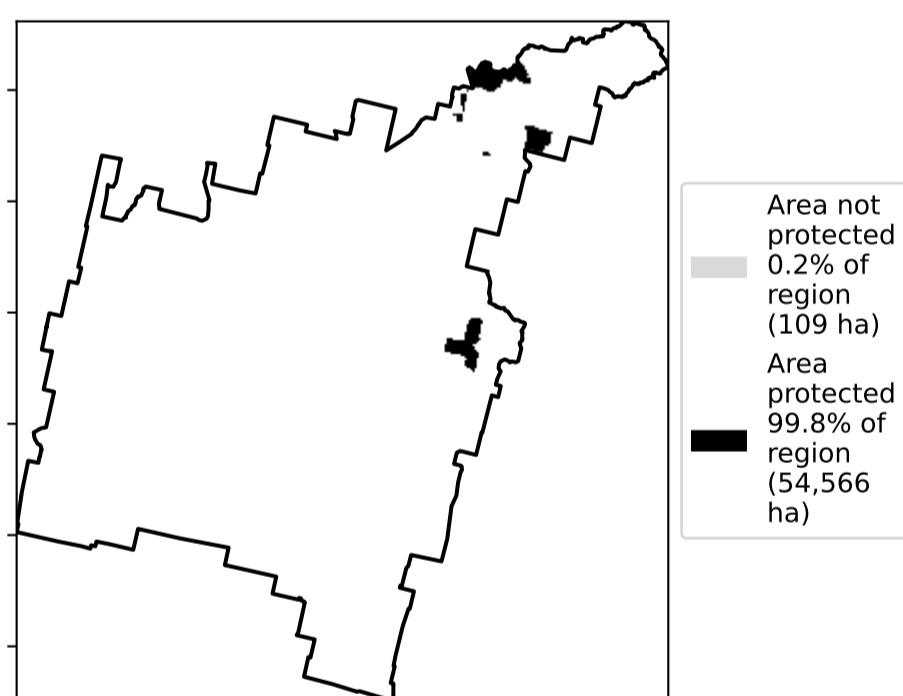 Area not
protected
0.2% of
region
(109 ha)
Area
protected
99.8% of
region
(54,566
ha)